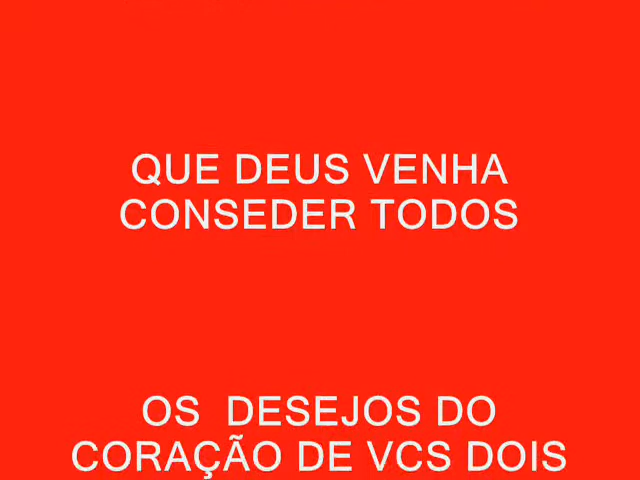 QUE DEUS VENHA
CONSEDER TODOS
OS DESEJOS DO
CORAÇÃO DE VCS DOIS